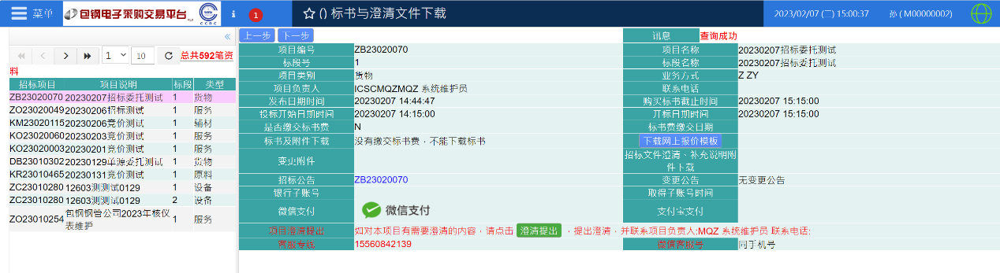 菜单 包钢电子采购交易平台 CCRC 1 () 标书与澄清文件下载 2023/02/07 (二) 15:00:37 孙 ( M00000002)
1 10 总共592笔资料
招标项目 项目说明 标段 类型
ZB23020070 20230207招标委托测试 1 货物
ZO23020049 20230206招标测试 1 服务
KM23020115 20230206竞价测试 1 辅材
KO23020060 20230203竞价测试 1 服务
KO23020003 20230201竞价测试 1 服务
DB23010302 20230129单源委托测试 1 货物
KR23010465 20230131竞价测试 1 原料
ZC23010280 12603测测试0129 1 设备
ZC23010280 12603测测试0129 2 设备
ZO23010254 包钢钢管公司2023年核仪表维护 1 服务
上一步 下一步 讯息 查询成功
项目编号 ZB23020070 项目名称 20230207招标委托测试
标段号 1 标段名称 20230207招标委托测试
项目类别 货物 业务方式 Z ZY
项目负责人 ICSCMQZMQZ 系统维护员 联系电话
发布日期时间 20230207 14:44:47 购买标书截止时间 20230207 15:15:00
投标开始日期时间 20230207 14:15:00 开标日期时间 20230207 15:15:00
是否缴交标书费 N 标书费缴交日期
标书及附件下载 没有缴交标书费，不能下载标书 下载网上报价模板
变更附件 招标文件澄清、补充说明附件下载
招标公告 ZB23020070 变更公告 无变更公告
银行子账号 取得子账号时间
微信支付 微信支付 支付宝支付
项目澄清提出 如对本项目有需要澄清的内容，请点击 澄清提出 ，提出澄清，并联系项目负责人:MQZ 系统维护员 联系电话:
客服专线 15560842139 微信客服号 同手机号